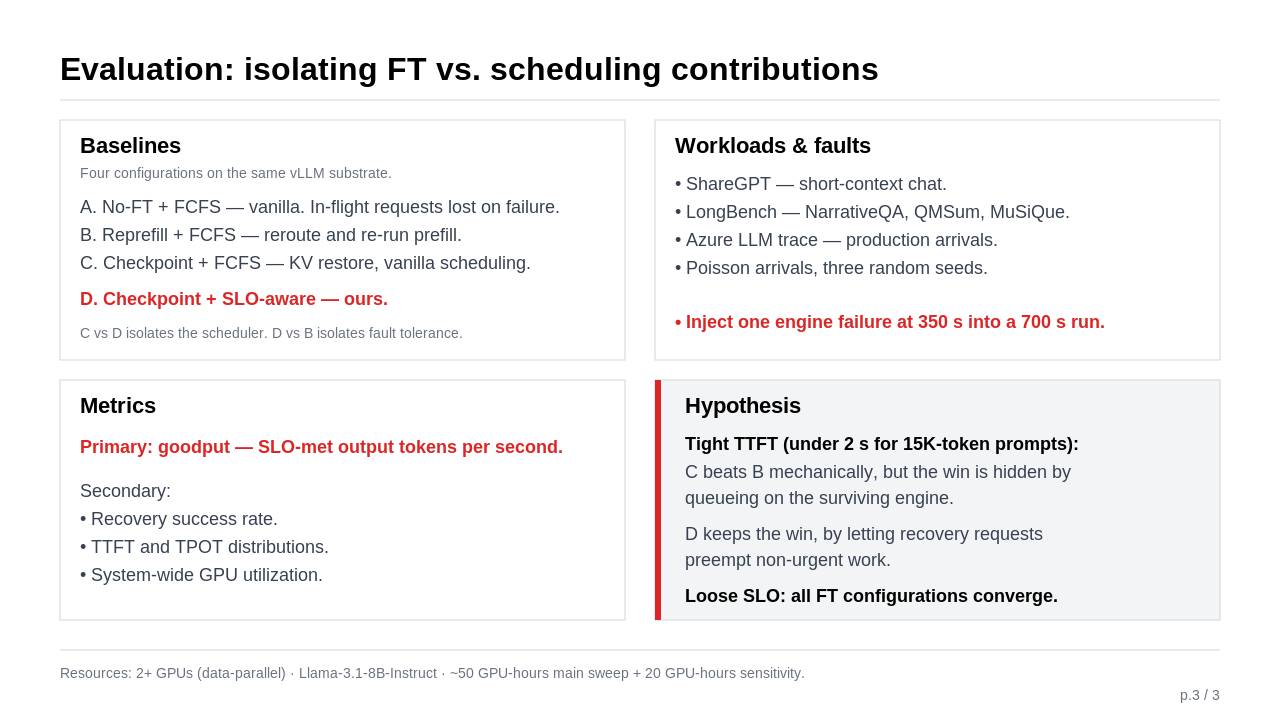 Evaluation: isolating FT vs. scheduling contributions
Baselines
Four configurations on the same vLLM substrate.
A. No-FT + FCFS — vanilla. In-flight requests lost on failure.
B. Reprefill + FCFS — reroute and re-run prefill.
C. Checkpoint + FCFS — KV restore, vanilla scheduling.
D. Checkpoint + SLO-aware — ours.
C vs D isolates the scheduler. D vs B isolates fault tolerance.
Workloads & faults
• ShareGPT — short-context chat.
• LongBench — NarrativeQA, QMSum, MuSiQue.
• Azure LLM trace — production arrivals.
• Poisson arrivals, three random seeds.
• Inject one engine failure at 350 s into a 700 s run.
Metrics
Primary: goodput — SLO-met output tokens per second.
Secondary:
• Recovery success rate.
• TTFT and TPOT distributions.
• System-wide GPU utilization.
Hypothesis
Tight TTFT (under 2 s for 15K-token prompts):
C beats B mechanically, but the win is hidden by
queueing on the surviving engine.
D keeps the win, by letting recovery requests
preempt non-urgent work.
Loose SLO: all FT configurations converge.
Resources: 2+ GPUs (data-parallel) · Llama-3.1-8B-Instruct · ~50 GPU-hours main sweep + 20 GPU-hours sensitivity.
p.3 / 3